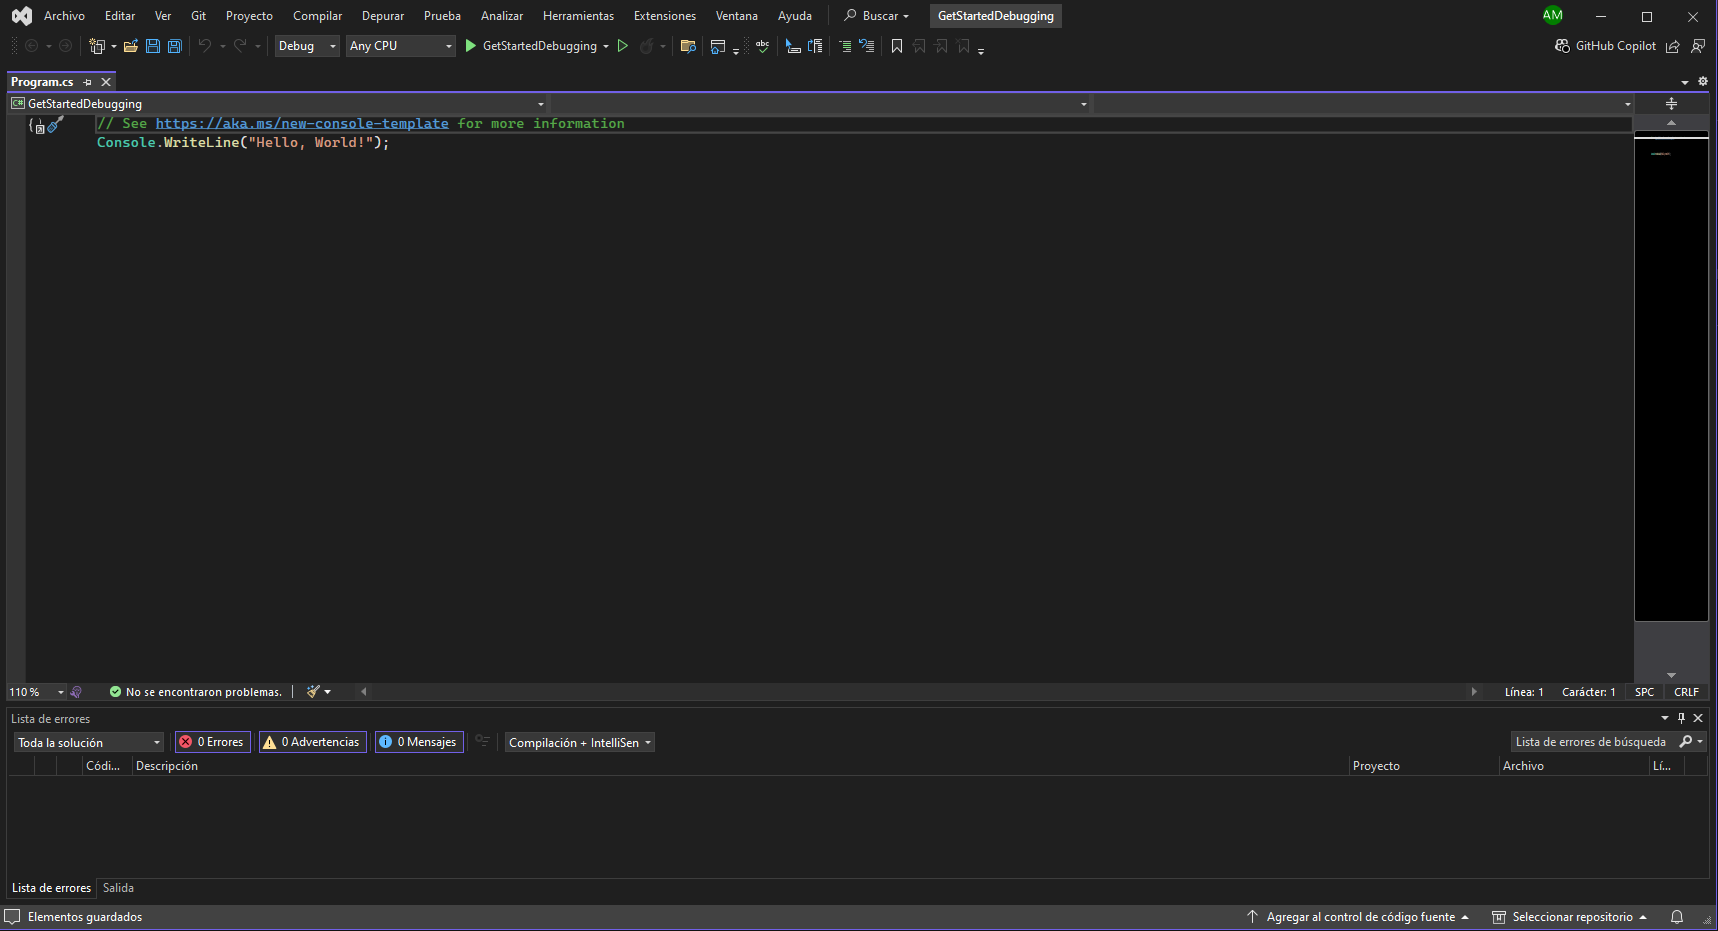 Archivo Editar Ver Git Proyecto Compilar Depurar Prueba Analizar Herramientas Extensiones Ventana Ayuda Buscar GetStartedDebugging AM
Debug Any CPU GetStartedDebugging abc GitHub Copilot
Program.cs
C# GetStartedDebugging
// See https://aka.ms/new-console-template for more information
Console.WriteLine("Hello, World!");
110 % No se encontraron problemas. Línea: 1 Carácter: 1 SPC CRLF
Lista de errores
Toda la solución 0 Errores 0 Advertencias 0 Mensajes Compilación + IntelliSen Lista de errores de búsqueda
Códi... Descripción Proyecto Archivo Lí...
Lista de errores Salida
Elementos guardados Agregar al control de código fuente Seleccionar repositorio